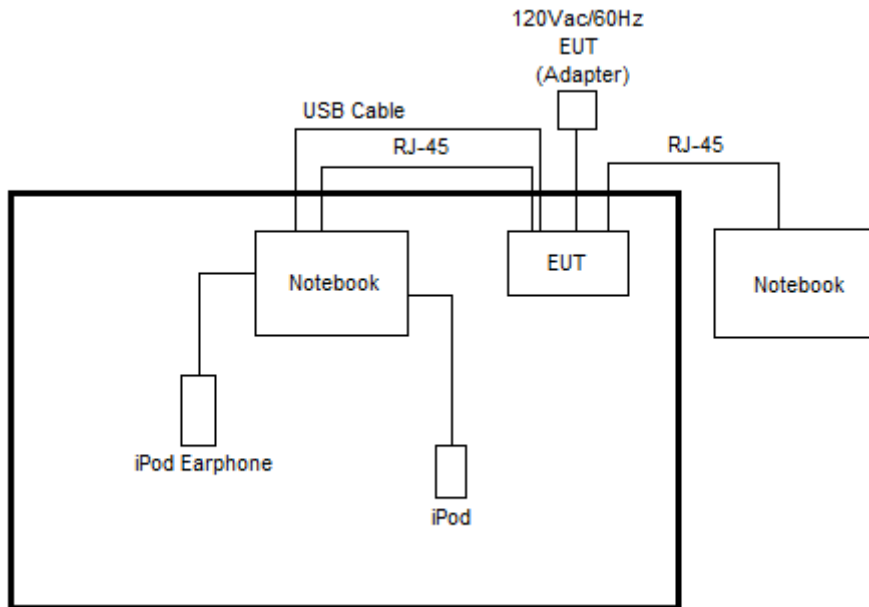 120Vac/60Hz
EUT
(Adapter)
USB Cable
RJ-45
RJ-45
Notebook
EUT
Notebook
iPod Earphone
iPod